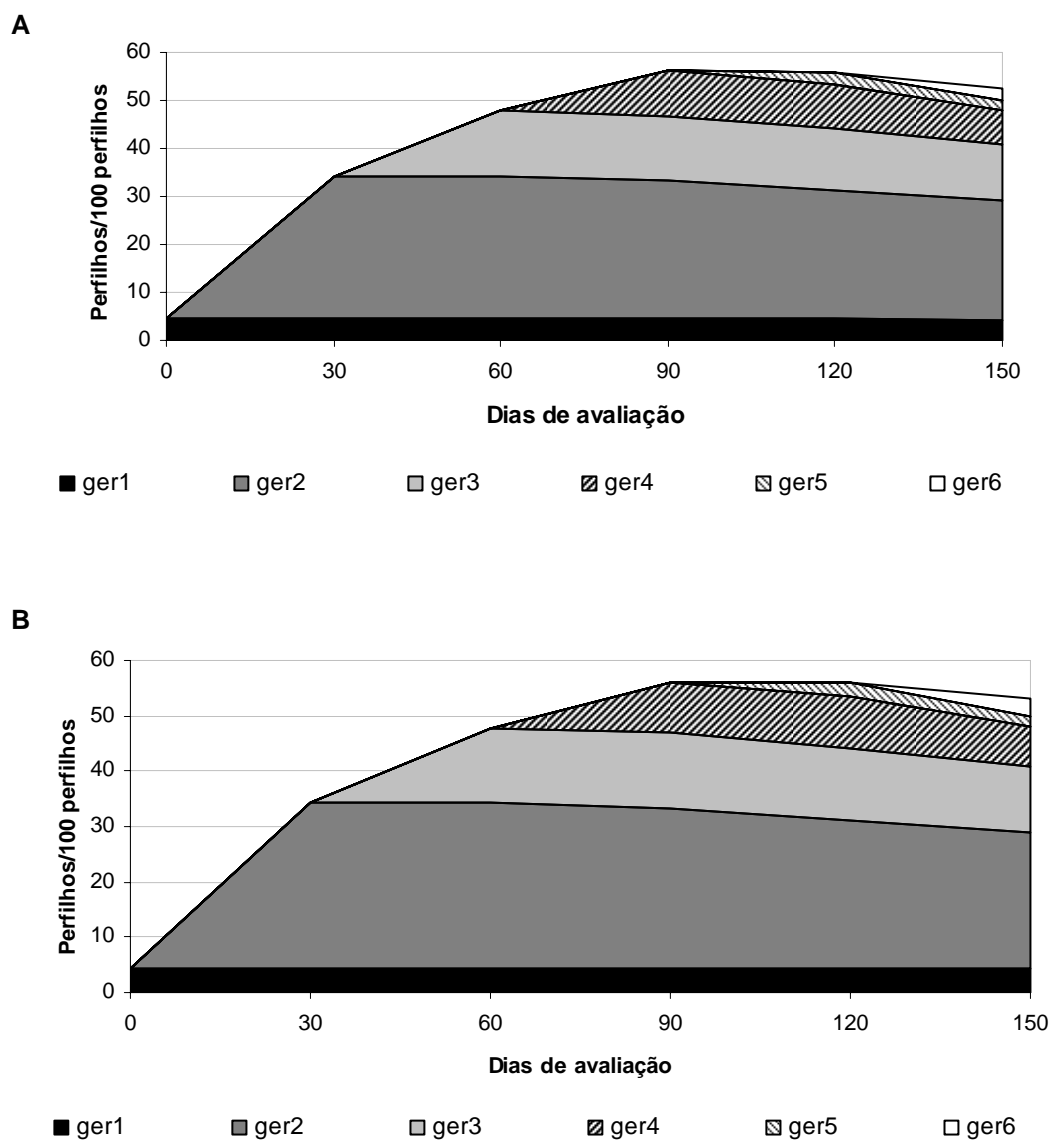 A
60
50
40
30
20
10
0
Perfilhos/100 perfilhos
0 30 60 90 120 150
Dias de avaliação
ger1 ger2 ger3 ger4 ger5 ger6
B
60
50
40
30
20
10
0
Perfilhos/100 perfilhos
0 30 60 90 120 150
Dias de avaliação
ger1 ger2 ger3 ger4 ger5 ger6